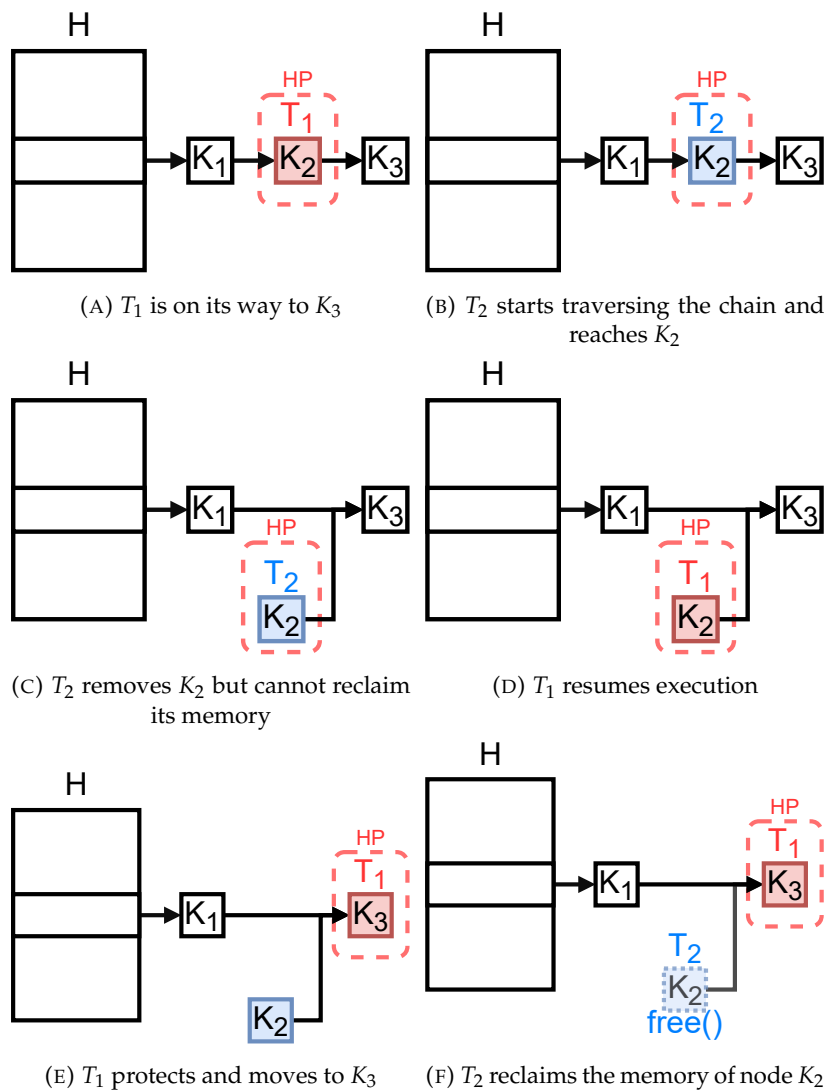 H
HP
T1
K1
K2
K3
(A) T1 is on its way to K3
H
HP
T2
K1
K2
K3
(B) T2 starts traversing the chain and
reaches K2
H
K1
K3
HP
T2
K2
(C) T2 removes K2 but cannot reclaim
its memory
H
K1
K3
HP
T1
K2
(D) T1 resumes execution
H
HP
T1
K1
K3
K2
(E) T1 protects and moves to K3
H
HP
T1
K1
K3
T2
K2
free()
(F) T2 reclaims the memory of node K2